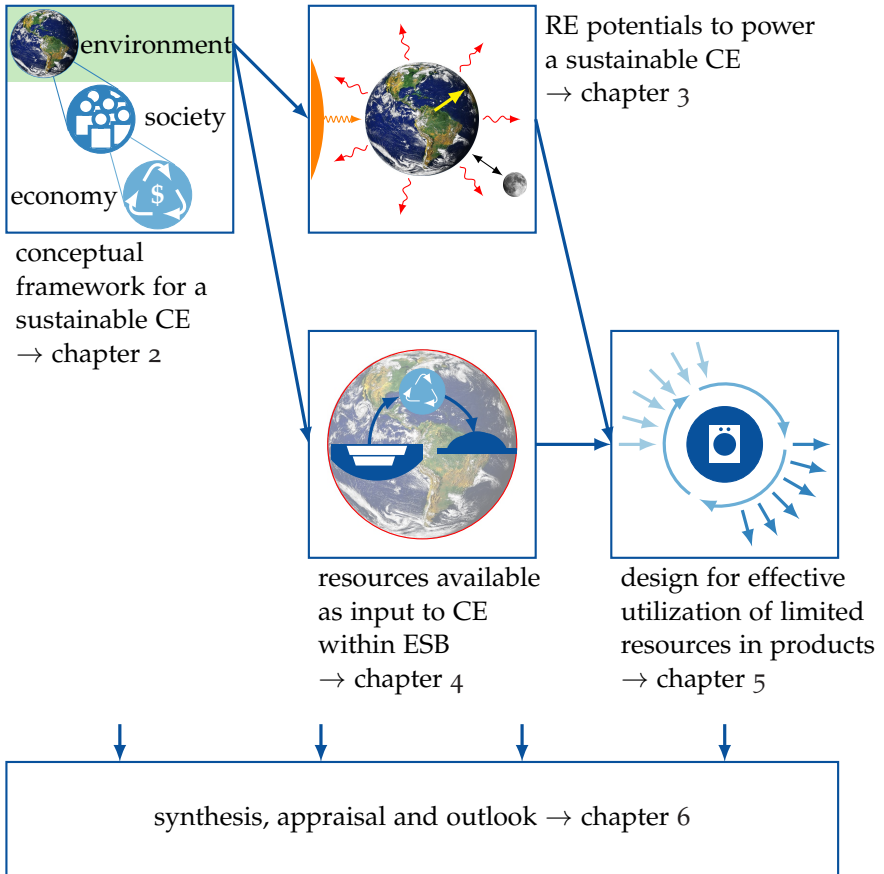 environment
society
economy
$
conceptual
framework for a
sustainable CE
→ chapter 2
RE potentials to power
a sustainable CE
→ chapter 3
resources available
as input to CE
within ESB
→ chapter 4
design for effective
utilization of limited
resources in products
→ chapter 5
synthesis, appraisal and outlook → chapter 6